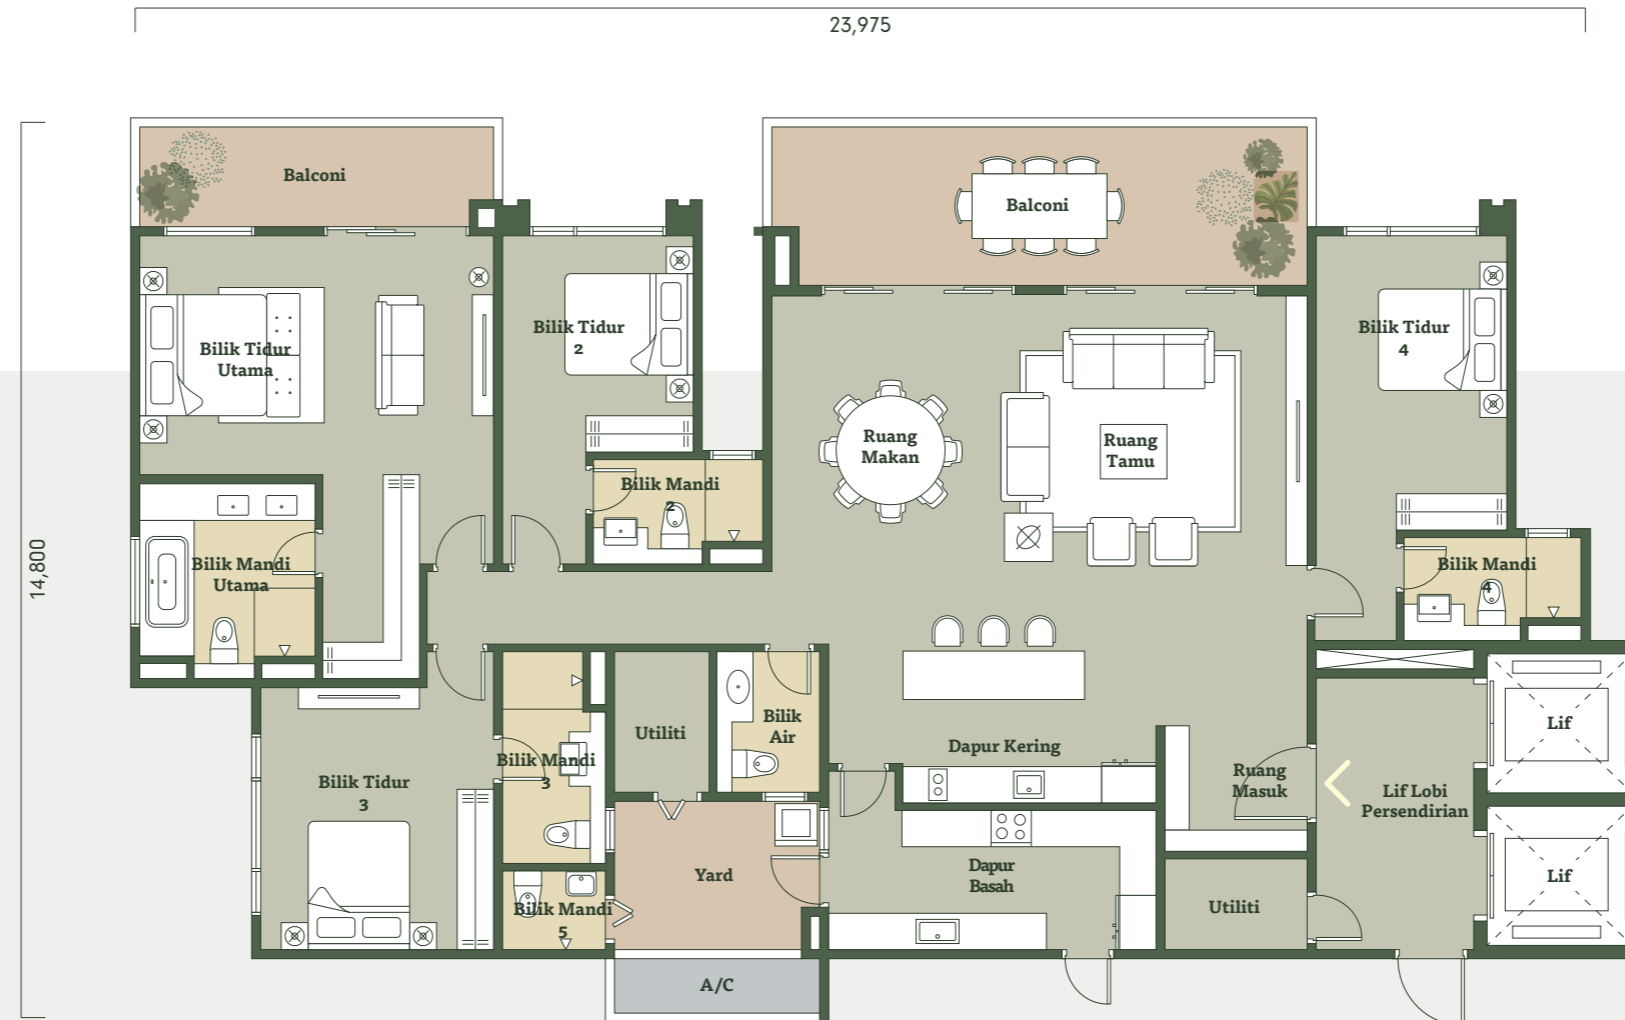 23,975
14,800
Balconi
Balconi
Bilik Tidur
Utama
Bilik Tidur
2
Bilik Tidur
4
Ruang
Makan
Ruang
Tamu
Bilik Mandi
2
Bilik Mandi
Utama
Bilik Mandi
4
Utiliti
Bilik
Air
Dapur Kering
Lif
Bilik Mandi
3
Bilik Tidur
3
Ruang
Masuk
Lif Lobi
Persendirian
Yard
Dapur
Basah
Lif
Bilik Mandi
5
Utiliti
A/C